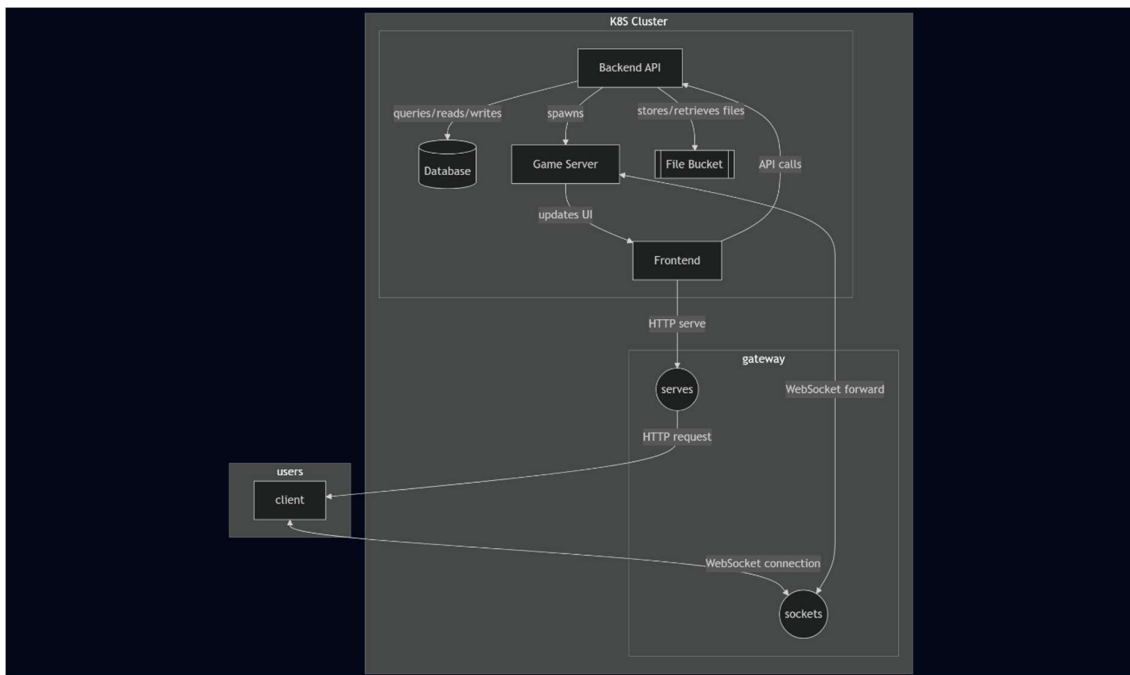 K8S Cluster
Backend API
queries/reads/writes
spawns
stores/retrieves files
Database
Game Server
File Bucket
API calls
updates UI
Frontend
HTTP serve
gateway
serves
WebSocket forward
HTTP request
users
client
WebSocket connection
sockets